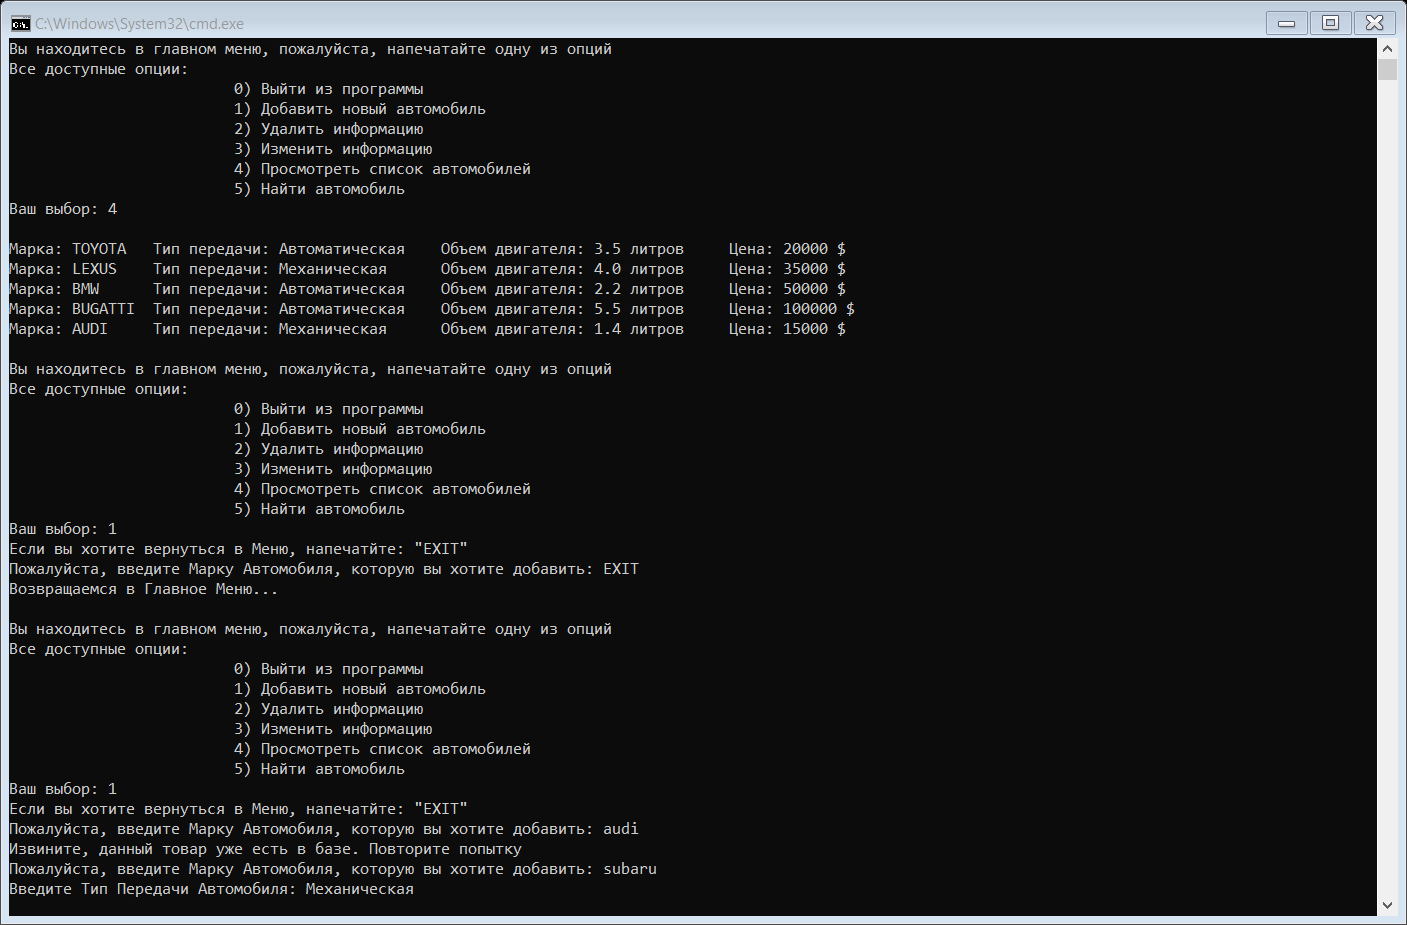 C:\Windows\System32\cmd.exe
Вы находитесь в главном меню, пожалуйста, напечатайте одну из опций
Все доступные опции:
0) Выйти из программы
1) Добавить новый автомобиль
2) Удалить информацию
3) Изменить информацию
4) Просмотреть список автомобилей
5) Найти автомобиль
Ваш выбор: 4
Марка: TOYOTA Тип передачи: Автоматическая Объем двигателя: 3.5 литров Цена: 20000 $
Марка: LEXUS Тип передачи: Механическая Объем двигателя: 4.0 литров Цена: 35000 $
Марка: BMW Тип передачи: Автоматическая Объем двигателя: 2.2 литров Цена: 50000 $
Марка: BUGATTI Тип передачи: Автоматическая Объем двигателя: 5.5 литров Цена: 100000 $
Марка: AUDI Тип передачи: Механическая Объем двигателя: 1.4 литров Цена: 15000 $
Вы находитесь в главном меню, пожалуйста, напечатайте одну из опций
Все доступные опции:
0) Выйти из программы
1) Добавить новый автомобиль
2) Удалить информацию
3) Изменить информацию
4) Просмотреть список автомобилей
5) Найти автомобиль
Ваш выбор: 1
Если вы хотите вернуться в Меню, напечатйте: "EXIT"
Пожалуйста, введите Марку Автомобиля, которую вы хотите добавить: EXIT
Возвращаемся в Главное Меню...
Вы находитесь в главном меню, пожалуйста, напечатайте одну из опций
Все доступные опции:
0) Выйти из программы
1) Добавить новый автомобиль
2) Удалить информацию
3) Изменить информацию
4) Просмотреть список автомобилей
5) Найти автомобиль
Ваш выбор: 1
Если вы хотите вернуться в Меню, напечатйте: "EXIT"
Пожалуйста, введите Марку Автомобиля, которую вы хотите добавить: audi
Извините, данный товар уже есть в базе. Повторите попытку
Пожалуйста, введите Марку Автомобиля, которую вы хотите добавить: subaru
Введите Тип Передачи Автомобиля: Механическая